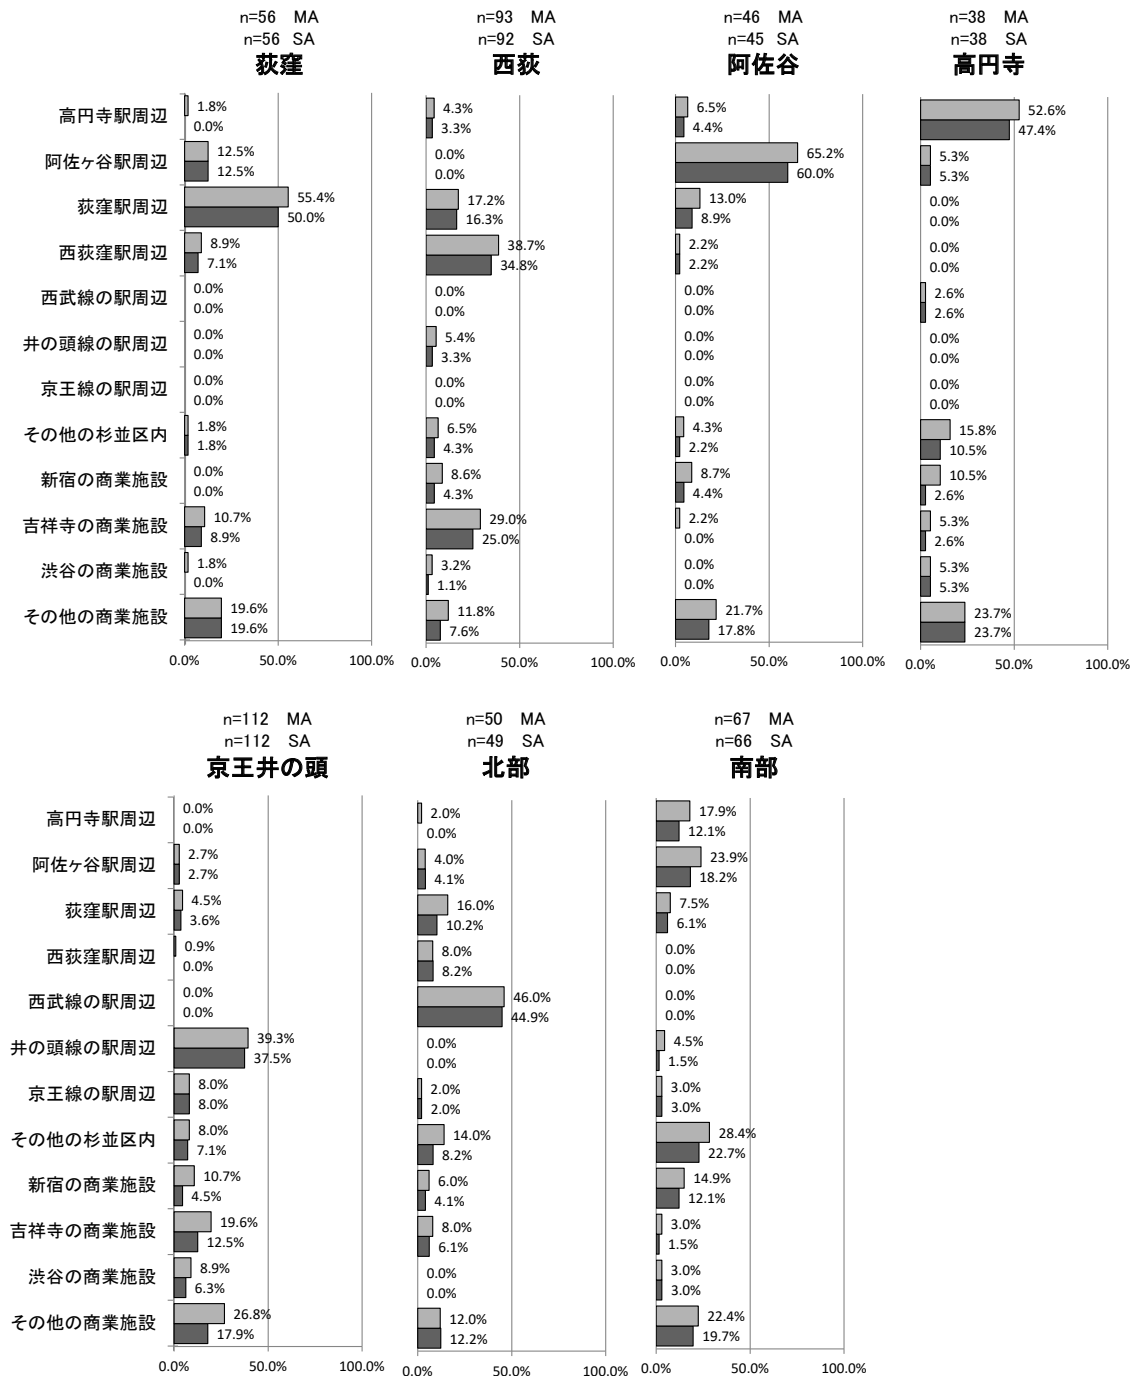 n=56 MA
n=56 SA
荻窪
n=93 MA
n=92 SA
西荻
n=46 MA
n=45 SA
阿佐谷
n=38 MA
n=38 SA
高円寺
高円寺駅周辺 1.8% 4.3% 6.5% 52.6%
0.0% 3.3% 4.4% 47.4%
阿佐ヶ谷駅周辺 12.5% 0.0% 65.2% 5.3%
12.5% 0.0% 60.0% 5.3%
荻窪駅周辺 55.4% 17.2% 13.0% 0.0%
50.0% 16.3% 8.9% 0.0%
西荻窪駅周辺 8.9% 38.7% 2.2% 0.0%
7.1% 34.8% 2.2% 0.0%
西武線の駅周辺 0.0% 0.0% 0.0% 2.6%
0.0% 0.0% 0.0% 2.6%
井の頭線の駅周辺 0.0% 5.4% 0.0% 0.0%
0.0% 3.3% 0.0% 0.0%
京王線の駅周辺 0.0% 0.0% 0.0% 0.0%
0.0% 0.0% 0.0% 0.0%
その他の杉並区内 1.8% 6.5% 4.3% 15.8%
1.8% 4.3% 2.2% 10.5%
新宿の商業施設 0.0% 8.6% 8.7% 10.5%
0.0% 4.3% 4.4% 2.6%
吉祥寺の商業施設 10.7% 29.0% 2.2% 5.3%
8.9% 25.0% 0.0% 2.6%
渋谷の商業施設 1.8% 3.2% 0.0% 5.3%
0.0% 1.1% 0.0% 5.3%
その他の商業施設 19.6% 11.8% 21.7% 23.7%
19.6% 7.6% 17.8% 23.7%
0.0% 50.0% 100.0% 0.0% 50.0% 100.0% 0.0% 50.0% 100.0% 0.0% 50.0% 100.0%
n=112 MA
n=112 SA
京王井の頭
n=50 MA
n=49 SA
北部
n=67 MA
n=66 SA
南部
高円寺駅周辺 0.0% 2.0% 17.9%
0.0% 0.0% 12.1%
阿佐ヶ谷駅周辺 2.7% 4.0% 23.9%
2.7% 4.1% 18.2%
荻窪駅周辺 4.5% 16.0% 7.5%
3.6% 10.2% 6.1%
西荻窪駅周辺 0.9% 8.0% 0.0%
0.0% 8.2% 0.0%
西武線の駅周辺 0.0% 46.0% 0.0%
0.0% 44.9% 0.0%
井の頭線の駅周辺 39.3% 0.0% 4.5%
37.5% 0.0% 1.5%
京王線の駅周辺 8.0% 2.0% 3.0%
8.0% 2.0% 3.0%
その他の杉並区内 8.0% 14.0% 28.4%
7.1% 8.2% 22.7%
新宿の商業施設 10.7% 6.0% 14.9%
4.5% 4.1% 12.1%
吉祥寺の商業施設 19.6% 8.0% 3.0%
12.5% 6.1% 1.5%
渋谷の商業施設 8.9% 0.0% 3.0%
6.3% 0.0% 3.0%
その他の商業施設 26.8% 12.0% 22.4%
17.9% 12.2% 19.7%
0.0% 50.0% 100.0% 0.0% 50.0% 100.0% 0.0% 50.0% 100.0%